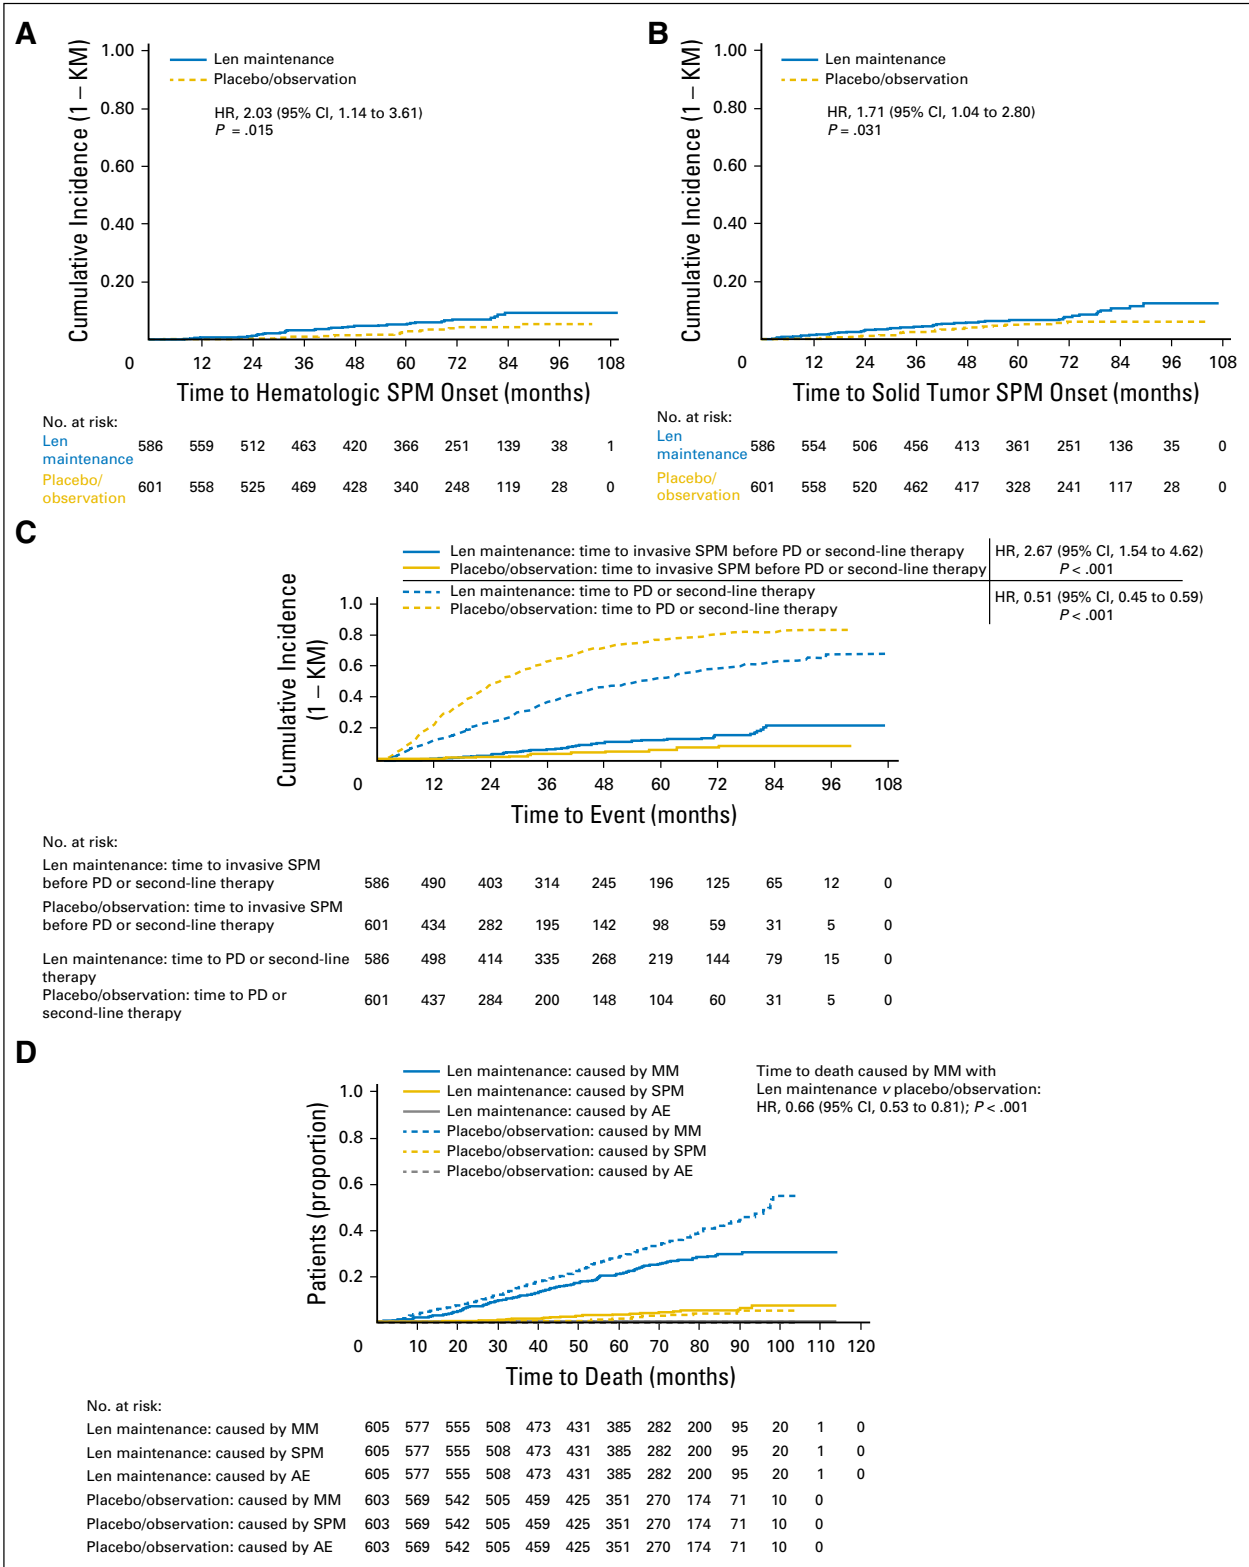 A
1.00
0.80
0.60
0.40
0.20
Cumulative Incidence (1 – KM)
Len maintenance
Placebo/observation
HR, 2.03 (95% CI, 1.14 to 3.61)
P = .015
0 12 24 36 48 60 72 84 96 108
Time to Hematologic SPM Onset (months)
No. at risk:
Len
maintenance 586 559 512 463 420 366 251 139 38 1
Placebo/
observation 601 558 525 469 428 340 248 119 28 0
B
1.00
0.80
0.60
0.40
0.20
Cumulative Incidence (1 – KM)
Len maintenance
Placebo/observation
HR, 1.71 (95% CI, 1.04 to 2.80)
P = .031
0 12 24 36 48 60 72 84 96 108
Time to Solid Tumor SPM Onset (months)
No. at risk:
Len
maintenance 586 554 506 456 413 361 251 136 35 0
Placebo/
observation 601 558 520 462 417 328 241 117 28 0
C
Len maintenance: time to invasive SPM before PD or second-line therapy
Placebo/observation: time to invasive SPM before PD or second-line therapy
HR, 2.67 (95% CI, 1.54 to 4.62)
P < .001
Len maintenance: time to PD or second-line therapy
Placebo/observation: time to PD or second-line therapy
HR, 0.51 (95% CI, 0.45 to 0.59)
P < .001
1.0
0.8
0.6
0.4
0.2
Cumulative Incidence
(1 – KM)
0 12 24 36 48 60 72 84 96 108
Time to Event (months)
No. at risk:
Len maintenance: time to invasive SPM
before PD or second-line therapy 586 490 403 314 245 196 125 65 12 0
Placebo/observation: time to invasive SPM
before PD or second-line therapy 601 434 282 195 142 98 59 31 5 0
Len maintenance: time to PD or second-line 586 498 414 335 268 219 144 79 15 0
therapy
Placebo/observation: time to PD or 601 437 284 200 148 104 60 31 5 0
second-line therapy
D
Len maintenance: caused by MM
Len maintenance: caused by SPM
Len maintenance: caused by AE
Placebo/observation: caused by MM
Placebo/observation: caused by SPM
Placebo/observation: caused by AE
Time to death caused by MM with
Len maintenance v placebo/observation:
HR, 0.66 (95% CI, 0.53 to 0.81); P < .001
1.0
0.8
0.6
0.4
0.2
Patients (proportion)
0 10 20 30 40 50 60 70 80 90 100 110 120
Time to Death (months)
No. at risk:
Len maintenance: caused by MM 605 577 555 508 473 431 385 282 200 95 20 1 0
Len maintenance: caused by SPM 605 577 555 508 473 431 385 282 200 95 20 1 0
Len maintenance: caused by AE 605 577 555 508 473 431 385 282 200 95 20 1 0
Placebo/observation: caused by MM 603 569 542 505 459 425 351 270 174 71 10 0
Placebo/observation: caused by SPM 603 569 542 505 459 425 351 270 174 71 10 0
Placebo/observation: caused by AE 603 569 542 505 459 425 351 270 174 71 10 0